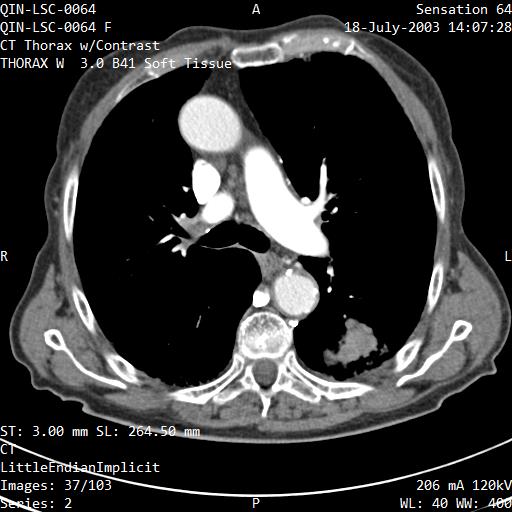 QIN-LSC-0064
A
Sensation 64
QIN-LSC-0064 F
18-July-2003 14:07:28
CT Thorax w/Contrast
THORAX W  3.0 B41 Soft Tissue
R
L
ST: 3.00 mm SL: 264.50 mm
CT
LittleEndianImplicit
Images: 37/103
206 mA 120kV
Series: 2
P
WL: 40 WW: 400